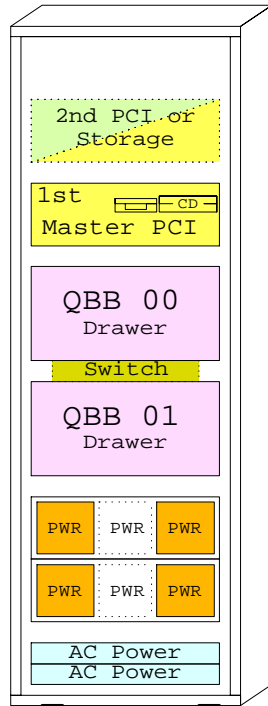 2nd PCI or
Storage
1st
CD
Master PCI
QBB 00
Drawer
Switch
QBB 01
Drawer
PWR PWR PWR
PWR PWR PWR
AC Power
AC Power